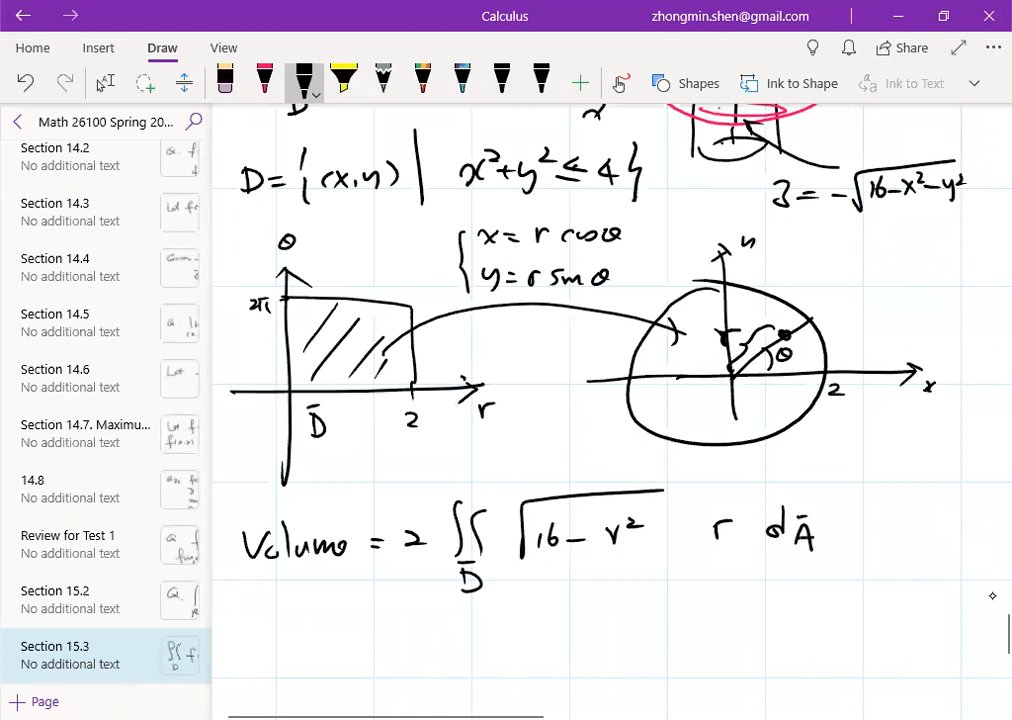 Calculus
zhongmin.shen@gmail.com
Home Insert Draw View
Share
Shapes
Ink to Shape
Ink to Text
Math 26100 Spring 20...
Section 14.2
No additional text
Section 14.3
No additional text
Section 14.4
No additional text
Section 14.5
No additional text
Section 14.6
No additional text
Section 14.7. Maximu...
No additional text
14.8
No additional text
Review for Test 1
No additional text
Section 15.2
No additional text
Section 15.3
No additional text
Page
D = { (x,y) | x²+y² ≤ 4 }
z = -√(16-x²-y²)
{ x = r cosθ
y = r sinθ
θ
2π
D̄
2
r
y
r
θ
2
x
Volume = 2 ∬_D̄ √(16-r²) r dĀ